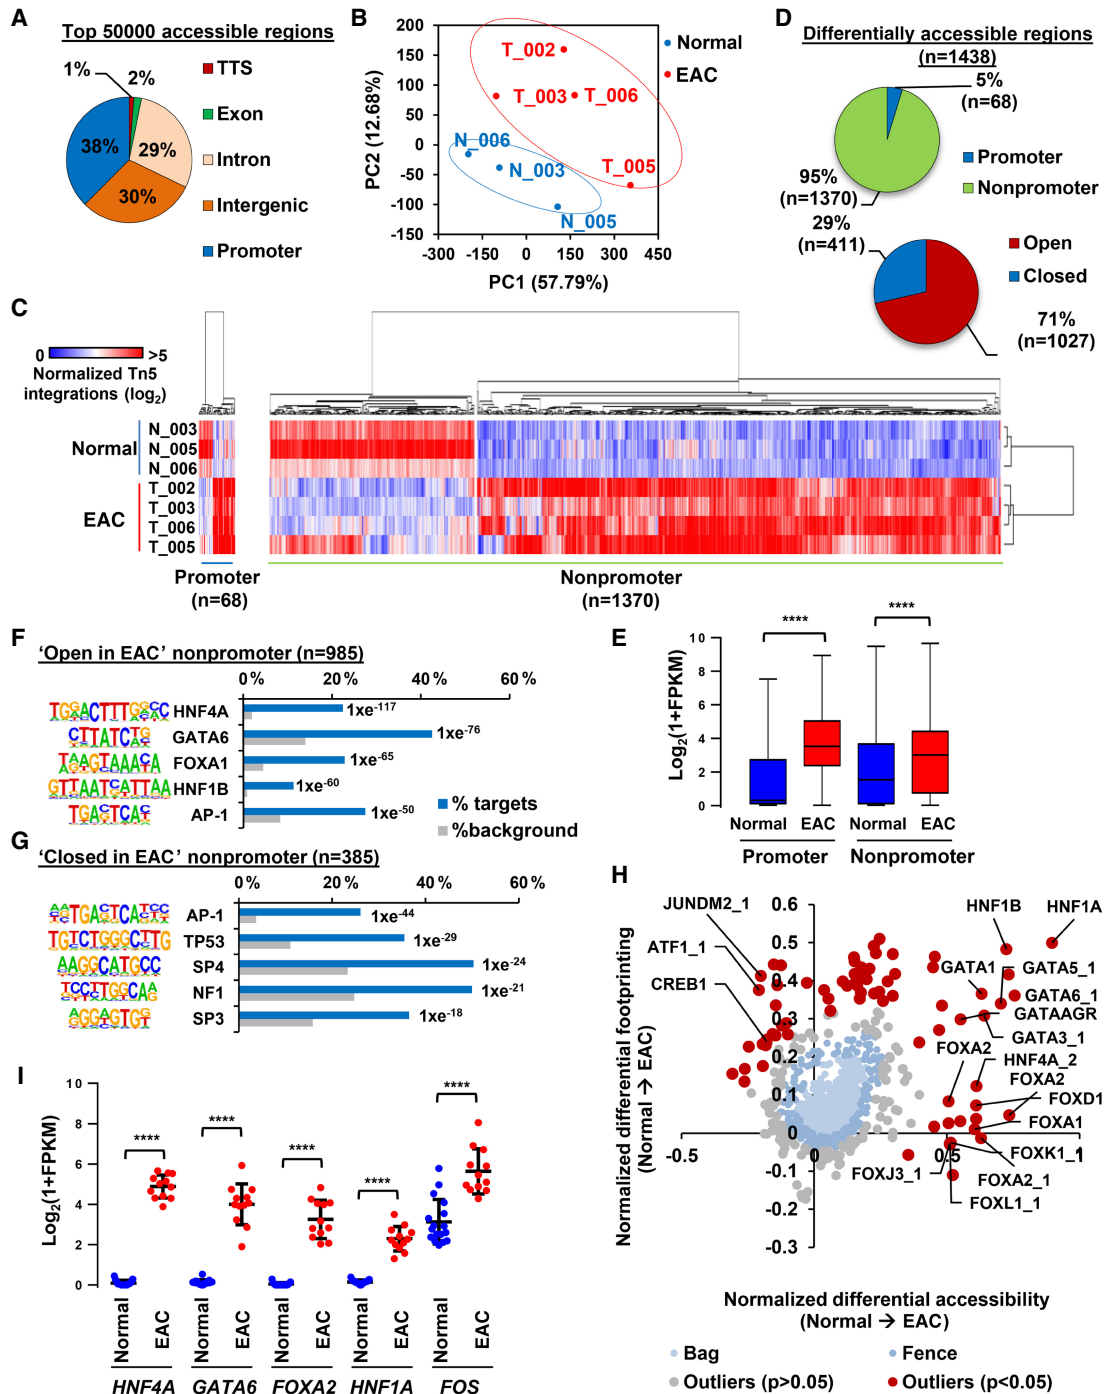 A
Top 50000 accessible regions
1%
2%
38%
29%
30%
TTS
Exon
Intron
Intergenic
Promoter
B
PC2 (12.68%)
200
150
100
50
0
-50
-100
-150
-300 -150 0 150 300 450
PC1 (57.79%)
T_002
T_003
T_006
T_005
N_006
N_003
N_005
Normal
EAC
D
Differentially accessible regions
(n=1438)
5%
(n=68)
95%
(n=1370)
Promoter
Nonpromoter
29%
(n=411)
Open
Closed
71%
(n=1027)
C
0 >5
Normalized Tn5
integrations (log2)
Normal
N_003
N_005
N_006
EAC
T_002
T_003
T_006
T_005
Promoter
(n=68)
Nonpromoter
(n=1370)
E
Log2(1+FPKM)
10
8
6
4
2
0
****
****
Normal EAC Normal EAC
Promoter Nonpromoter
F
'Open in EAC' nonpromoter (n=985)
0 % 20 % 40 % 60 %
TGGACTTTGGCC HNF4A 1xe-117
CTTATCTG GATA6 1xe-76
TAAGTAAACA FOXA1 1xe-65
GTTAATCATTAA HNF1B 1xe-60
TGAGTCAC AP-1 1xe-50
% targets
%background
G
'Closed in EAC' nonpromoter (n=385)
0 % 20 % 40 % 60 %
TGAGTCA AP-1 1xe-44
TGTCTGGGCTTG TP53 1xe-29
AAGGCATGCC SP4 1xe-24
TCCTTGGCAG NF1 1xe-21
AGGAGTGT SP3 1xe-18
H
Normalized differential footprinting
(Normal → EAC)
0.6
0.5
0.4
0.3
0.2
0.1
0
-0.1
-0.2
-0.3
-0.5 0 0.5 1
JUNDM2_1
ATF1_1
CREB1
HNF1B
HNF1A
GATA1
GATA5_1
GATA6_1
GATAAGR
GATA3_1
FOXA2
HNF4A_2
FOXA2
FOXD1
FOXA1
FOXK1_1
FOXJ3_1
FOXA2_1
FOXL1_1
Normalized differential accessibility
(Normal → EAC)
Bag
Fence
Outliers (p>0.05)
Outliers (p<0.05)
I
Log2(1+FPKM)
10
8
6
4
2
0
****
****
****
****
****
Normal EAC Normal EAC Normal EAC Normal EAC Normal EAC
HNF4A GATA6 FOXA2 HNF1A FOS